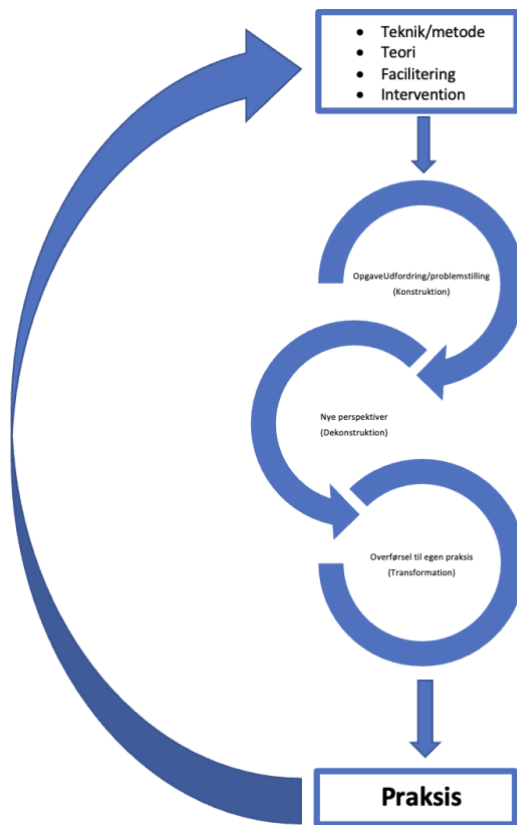 • Teknik/metode
• Teori
• Facilitering
• Intervention
OpgaveUdfordring/problemstilling
(Konstruktion)
Nye perspektiver
(Dekonstruktion)
Overførsel til egen praksis
(Transformation)
Praksis